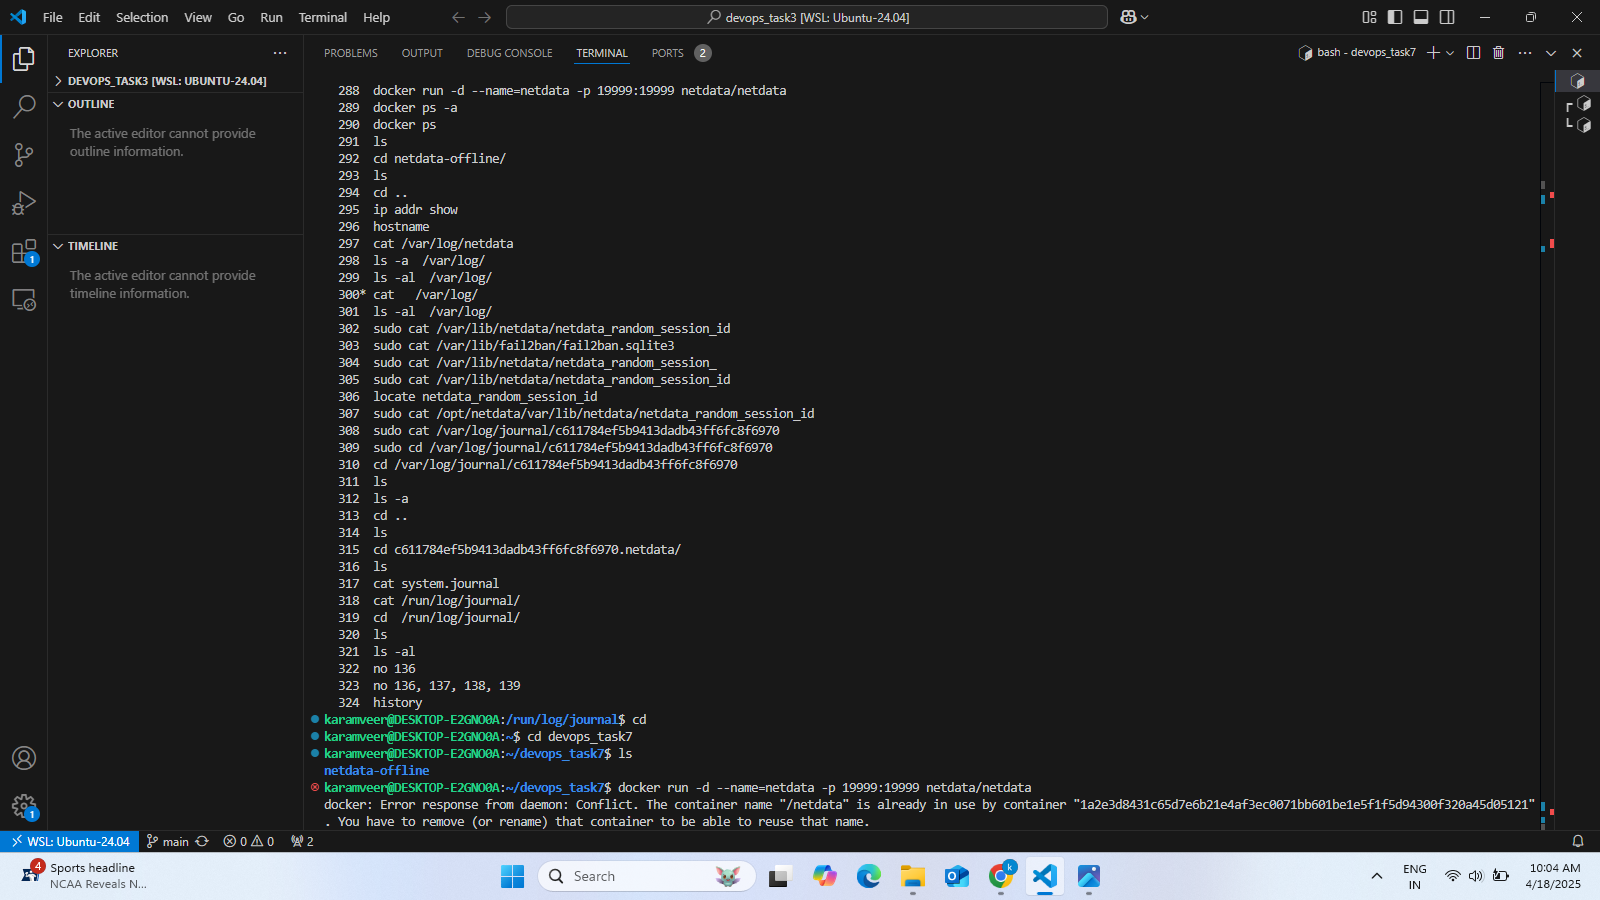 File Edit Selection View Go Run Terminal Help
devops_task3 [WSL: Ubuntu-24.04]
EXPLORER
DEVOPS_TASK3 [WSL: UBUNTU-24.04]
OUTLINE
The active editor cannot provide
outline information.
TIMELINE
The active editor cannot provide
timeline information.
1
1
PROBLEMS OUTPUT DEBUG CONSOLE TERMINAL PORTS 2
bash - devops_task7
288 docker run -d --name=netdata -p 19999:19999 netdata/netdata
289 docker ps -a
290 docker ps
291 ls
292 cd netdata-offline/
293 ls
294 cd ..
295 ip addr show
296 hostname
297 cat /var/log/netdata
298 ls -a  /var/log/
299 ls -al  /var/log/
300* cat   /var/log/
301 ls -al  /var/log/
302 sudo cat /var/lib/netdata/netdata_random_session_id
303 sudo cat /var/lib/fail2ban/fail2ban.sqlite3
304 sudo cat /var/lib/netdata/netdata_random_session_
305 sudo cat /var/lib/netdata/netdata_random_session_id
306 locate netdata_random_session_id
307 sudo cat /opt/netdata/var/lib/netdata/netdata_random_session_id
308 sudo cat /var/log/journal/c611784ef5b9413dadb43ff6fc8f6970
309 sudo cd /var/log/journal/c611784ef5b9413dadb43ff6fc8f6970
310 cd /var/log/journal/c611784ef5b9413dadb43ff6fc8f6970
311 ls
312 ls -a
313 cd ..
314 ls
315 cd c611784ef5b9413dadb43ff6fc8f6970.netdata/
316 ls
317 cat system.journal
318 cat /run/log/journal/
319 cd  /run/log/journal/
320 ls
321 ls -al
322 no 136
323 no 136, 137, 138, 139
324 history
karamveer@DESKTOP-E2GNO0A:/run/log/journal$ cd
karamveer@DESKTOP-E2GNO0A:~$ cd devops_task7
karamveer@DESKTOP-E2GNO0A:~/devops_task7$ ls
netdata-offline
karamveer@DESKTOP-E2GNO0A:~/devops_task7$ docker run -d --name=netdata -p 19999:19999 netdata/netdata
docker: Error response from daemon: Conflict. The container name "/netdata" is already in use by container "1a2e3d8431c65d7e6b21e4af3ec0071bb601be1e5f1f5d94300f320a45d05121"
. You have to remove (or rename) that container to be able to reuse that name.
WSL: Ubuntu-24.04 main 0 0 2
4 Sports headline
NCAA Reveals N...
Search
k
ENG
IN
10:04 AM
4/18/2025